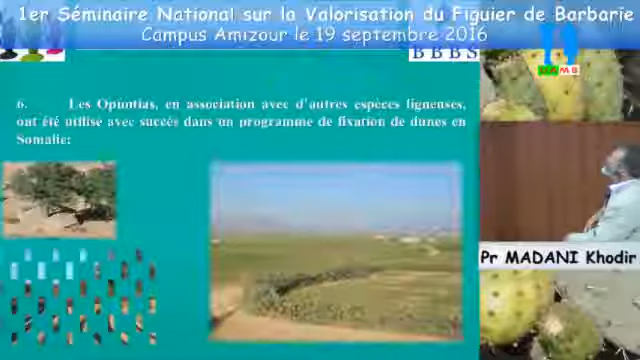 1er Séminaire National sur la Valorisation du Figuier de Barbarie
Campus Amizour le 19 septembre 2016
B B B S
6. Les Opuntias, en association avec d'autres espèces ligneuses,
ont été utilisé avec succès dans un programme de fixation de dunes en
Somalie:
Pr MADANI Khodir